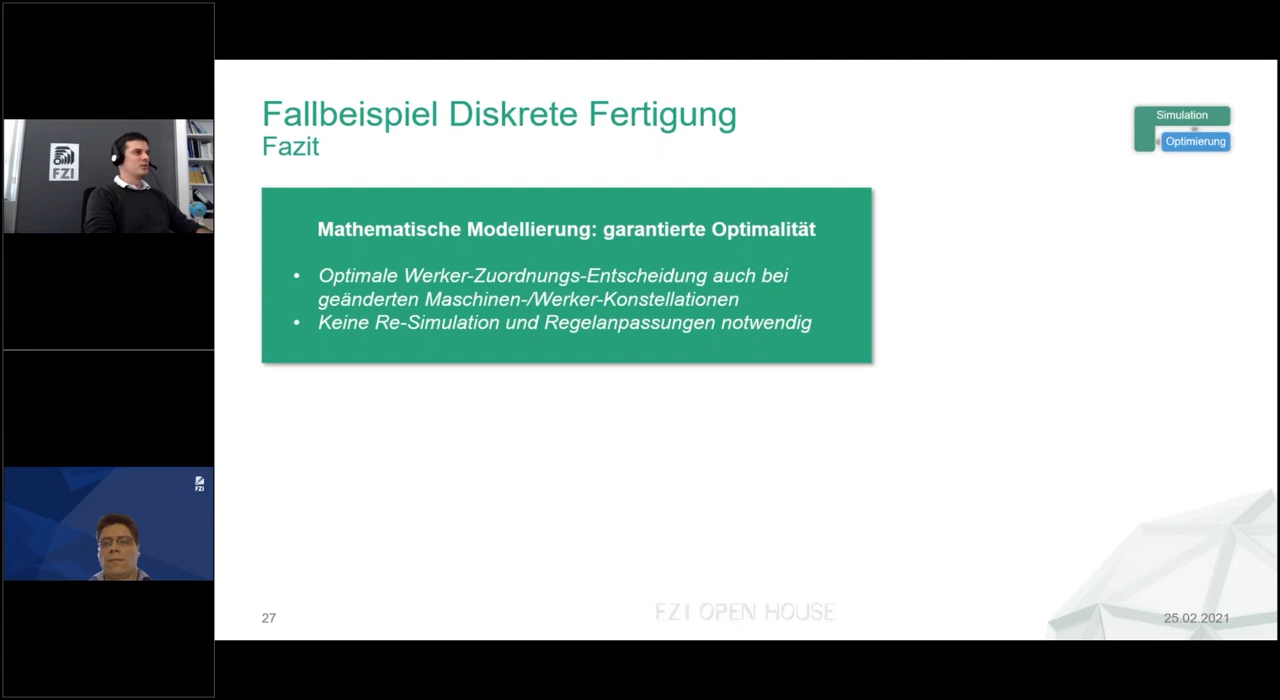 Fallbeispiel Diskrete Fertigung
Fazit
Simulation
Optimierung
Mathematische Modellierung: garantierte Optimalität
• Optimale Werker-Zuordnungs-Entscheidung auch bei
geänderten Maschinen-/Werker-Konstellationen
• Keine Re-Simulation und Regelanpassungen notwendig
FZI
FZI
27
FZI OPEN HOUSE
25.02.2021